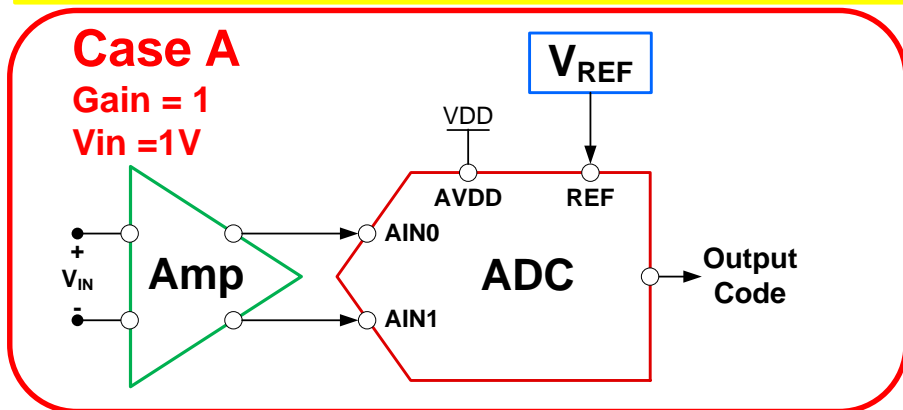 Case A
Gain = 1
Vin =1V
VREF
VDD
AVDD
REF
AIN0
+
VIN
-
Amp
ADC
AIN1
Output
Code